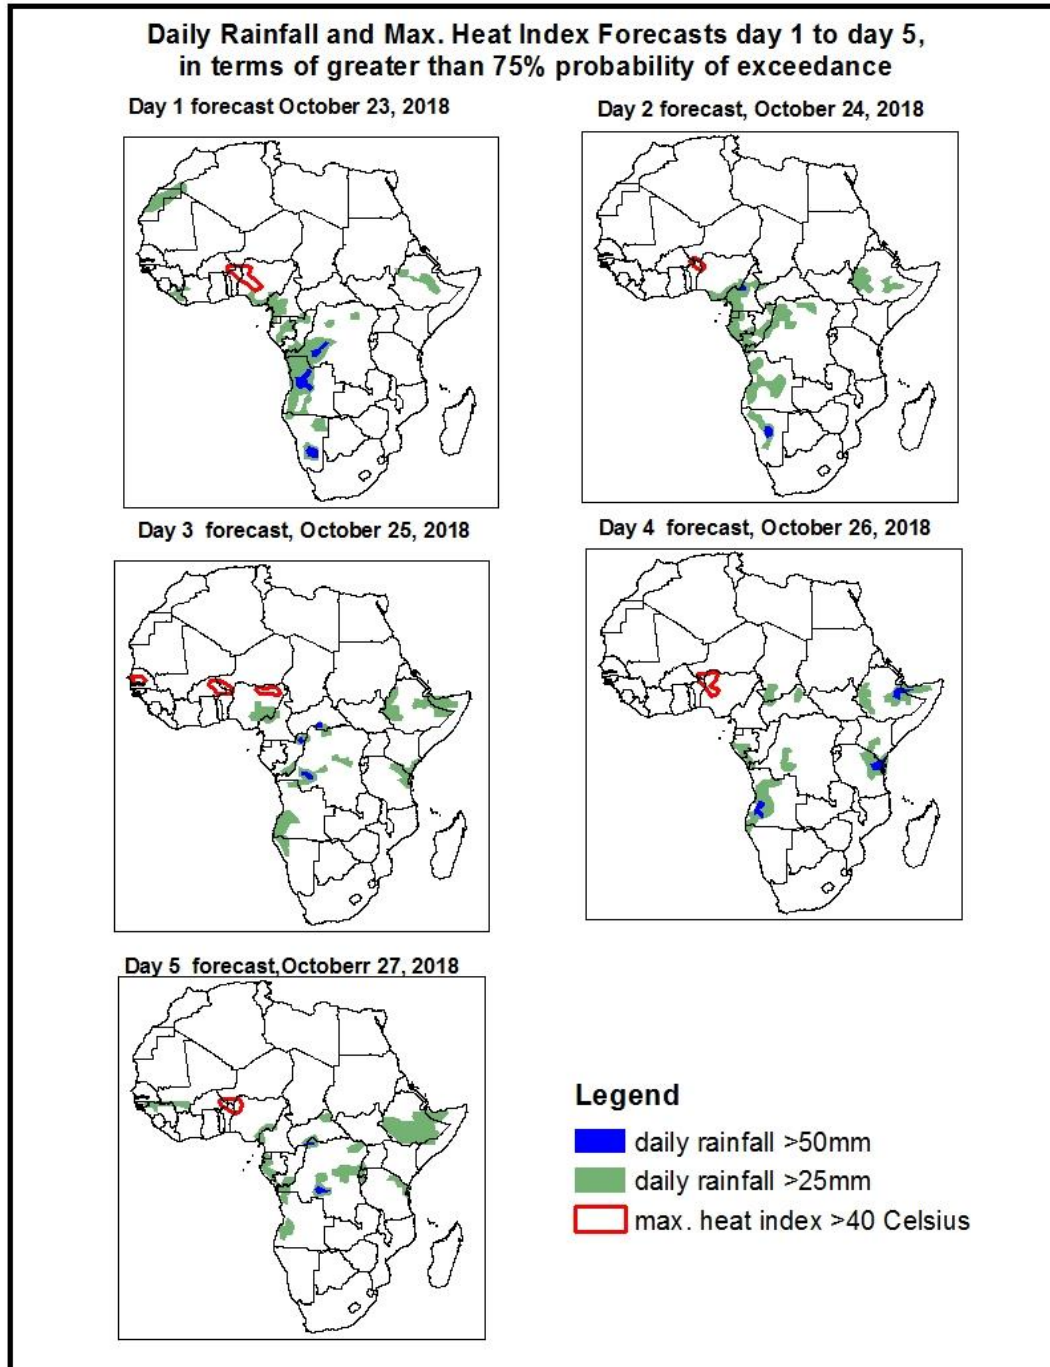 Daily Rainfall and Max. Heat Index Forecasts day 1 to day 5,
in terms of greater than 75% probability of exceedance
Day 1 forecast October 23, 2018
Day 2 forecast, October 24, 2018
Day 3 forecast, October 25, 2018
Day 4 forecast, October 26, 2018
Day 5 forecast,Octoberr 27, 2018
Legend
daily rainfall >50mm
daily rainfall >25mm
max. heat index >40 Celsius